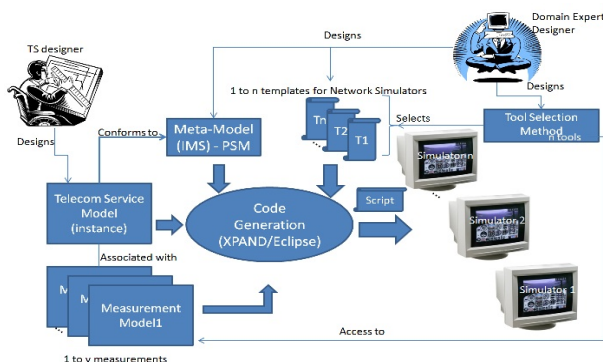 Domain Expert
Designer
TS designer
Designs
1 to n templates for Network Simulators
Designs
Tn
T2
T1
Selects
Tool Selection
Method
n tools
Conforms to
Meta-Model
(IMS) - PSM
Designs
Simulator n
Telecom Service
Model
(instance)
Code
Generation
(XPAND/Eclipse)
Script
Simulator 2
Associated with
M
M
Measurement
Model1
Simulator 1
Access to
1 to y measurements